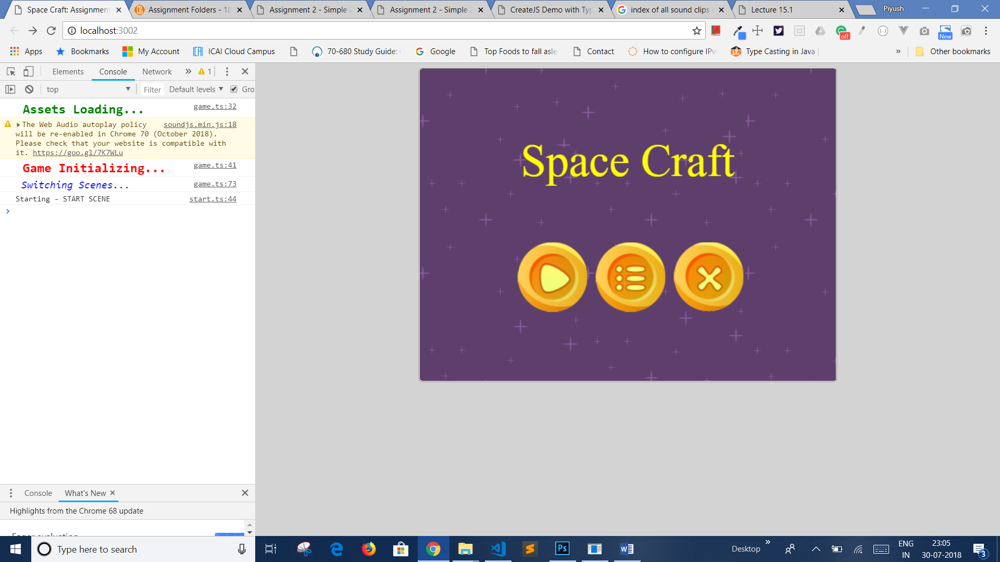 Space Craft: Assignment
Assignment Folders - 18
Assignment 2 - Simple 2
Assignment 2 - Simple 2
CreateJS Demo with Typ
index of all sound clips
Lecture 15.1
Piyush
localhost:3002
off
New
Apps
Bookmarks
My Account
ICAI Cloud Campus
70-680 Study Guide:
Google
Top Foods to fall asle
Contact
How to configure IPv
Type Casting in Java |
»
Other bookmarks
Elements
Console
Network
»
1
top
Filter
Default levels
Gro
Assets Loading...
game.ts:32
The Web Audio autoplay policy
soundjs.min.js:18
will be re-enabled in Chrome 70 (October 2018).
Please check that your website is compatible with
it. https://goo.gl/7K7WLu
Game Initializing...
game.ts:41
Switching Scenes...
game.ts:73
Starting - START SCENE
start.ts:44
Space Craft
Console
What's New
Highlights from the Chrome 68 update
Eager evaluation
Type here to search
Ps
Desktop
»
ENG
IN
23:05
30-07-2018
3